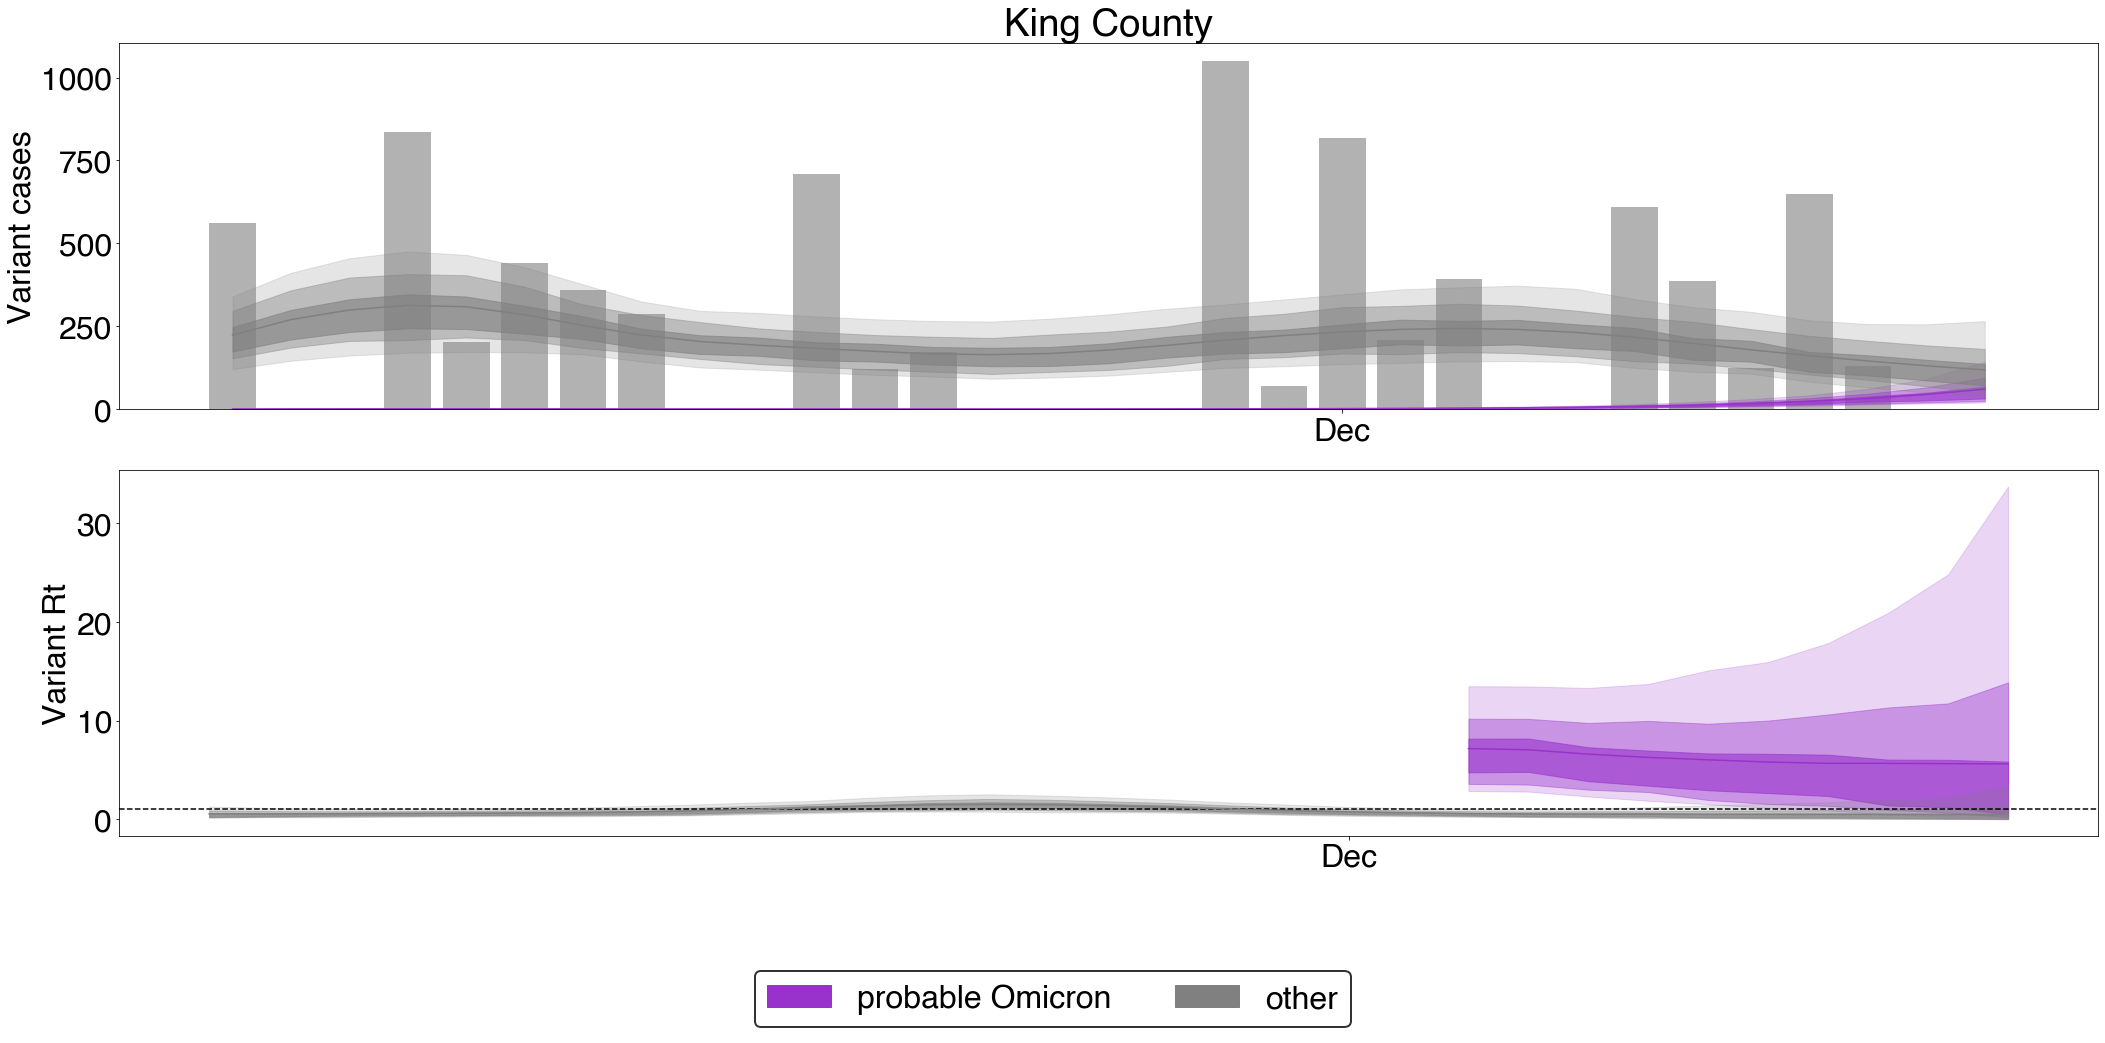 King County
1000
750
500
250
0
Variant cases
Dec
30
20
10
0
Variant Rt
Dec
probable Omicron other